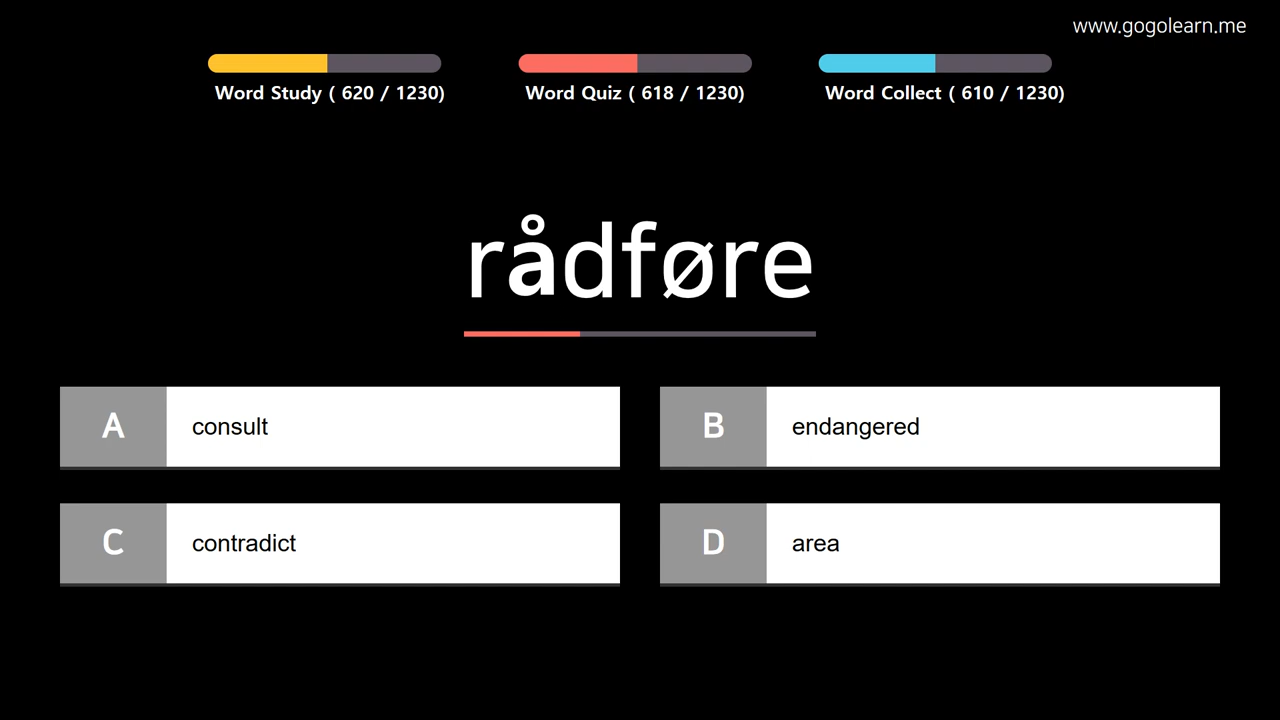 www.gogolearn.me
Word Study ( 620 / 1230)
Word Quiz ( 618 / 1230)
Word Collect ( 610 / 1230)
rådføre
A consult
B endangered
C contradict
D area